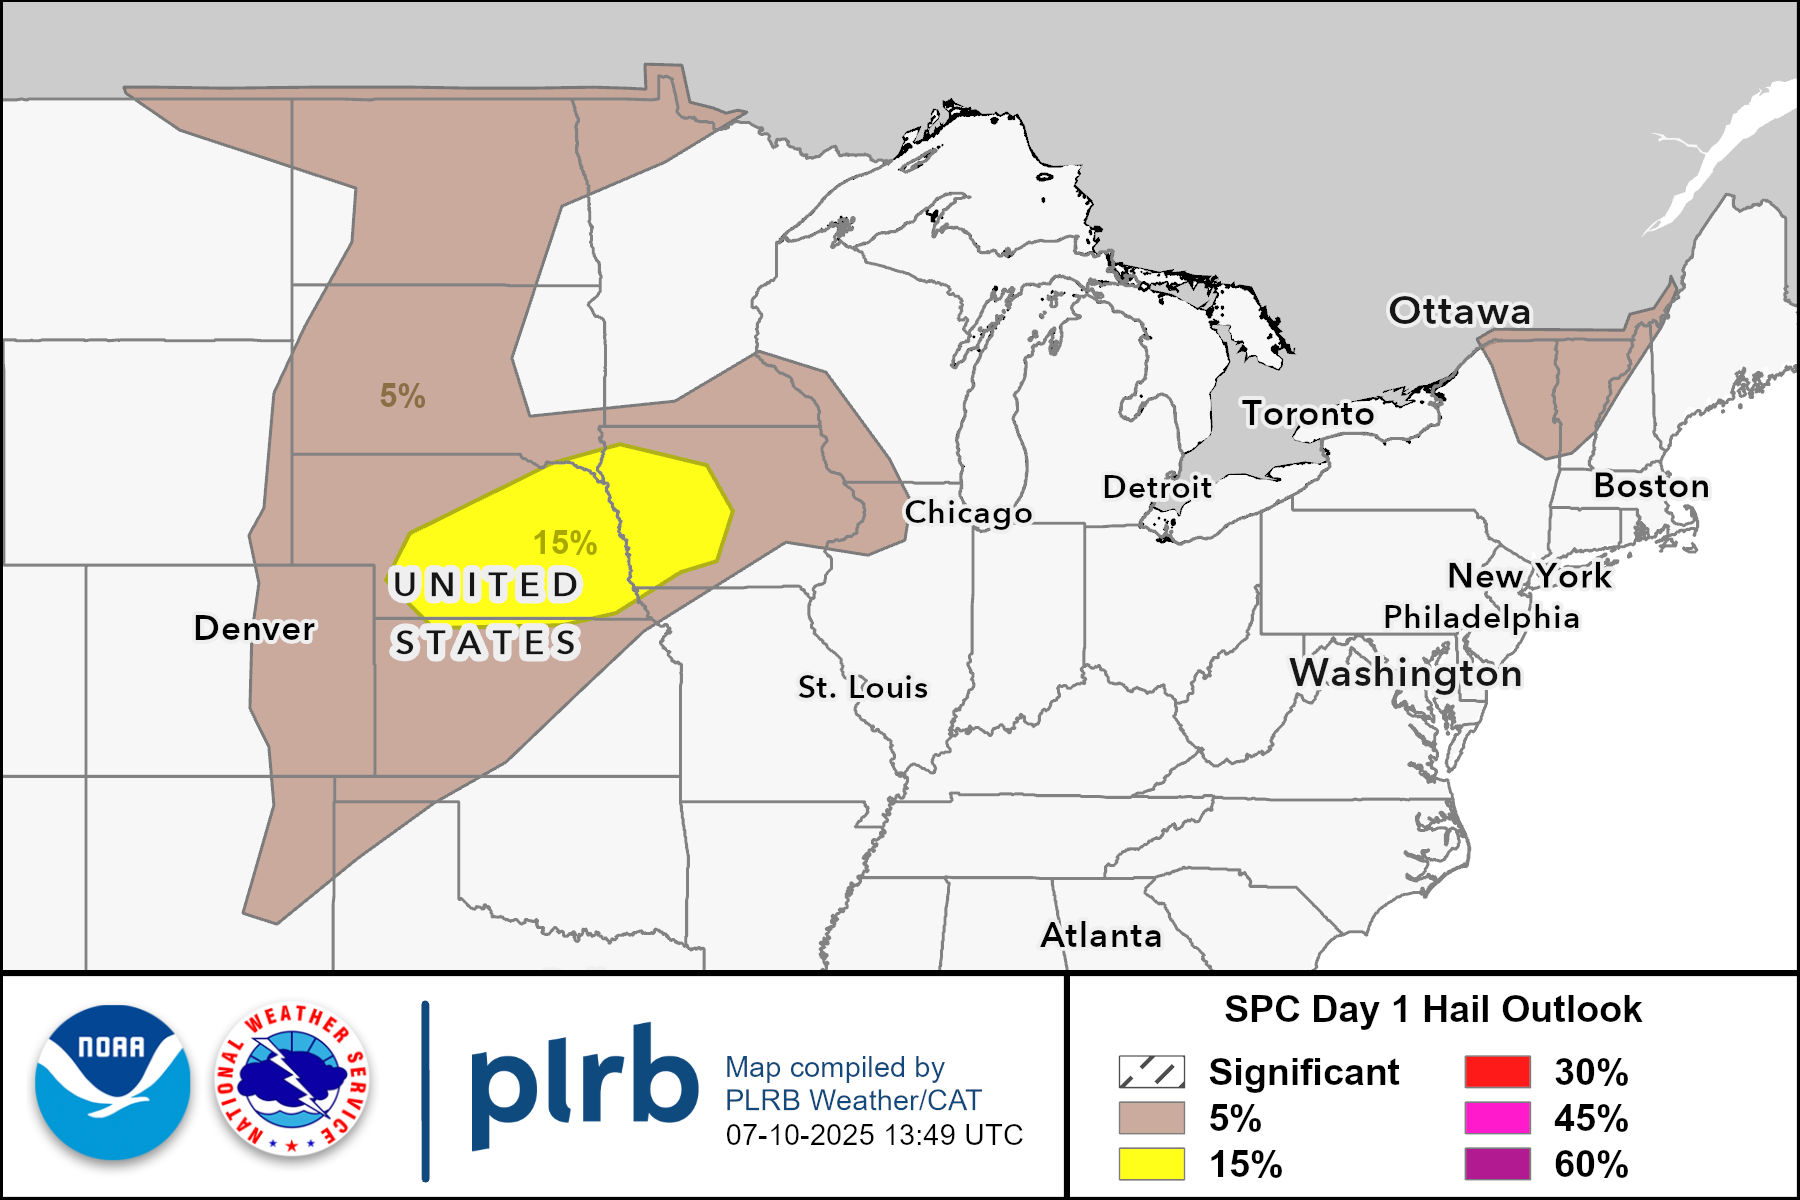 Ottawa
5%
Toronto
Detroit
Boston
Chicago
15%
UNITED
STATES
New York
Philadelphia
Denver
Washington
St. Louis
Atlanta
NOAA
NATIONAL WEATHER SERVICE
plrb
Map compiled by
PLRB Weather/CAT
07-10-2025 13:49 UTC
SPC Day 1 Hail Outlook
Significant
5%
15%
30%
45%
60%